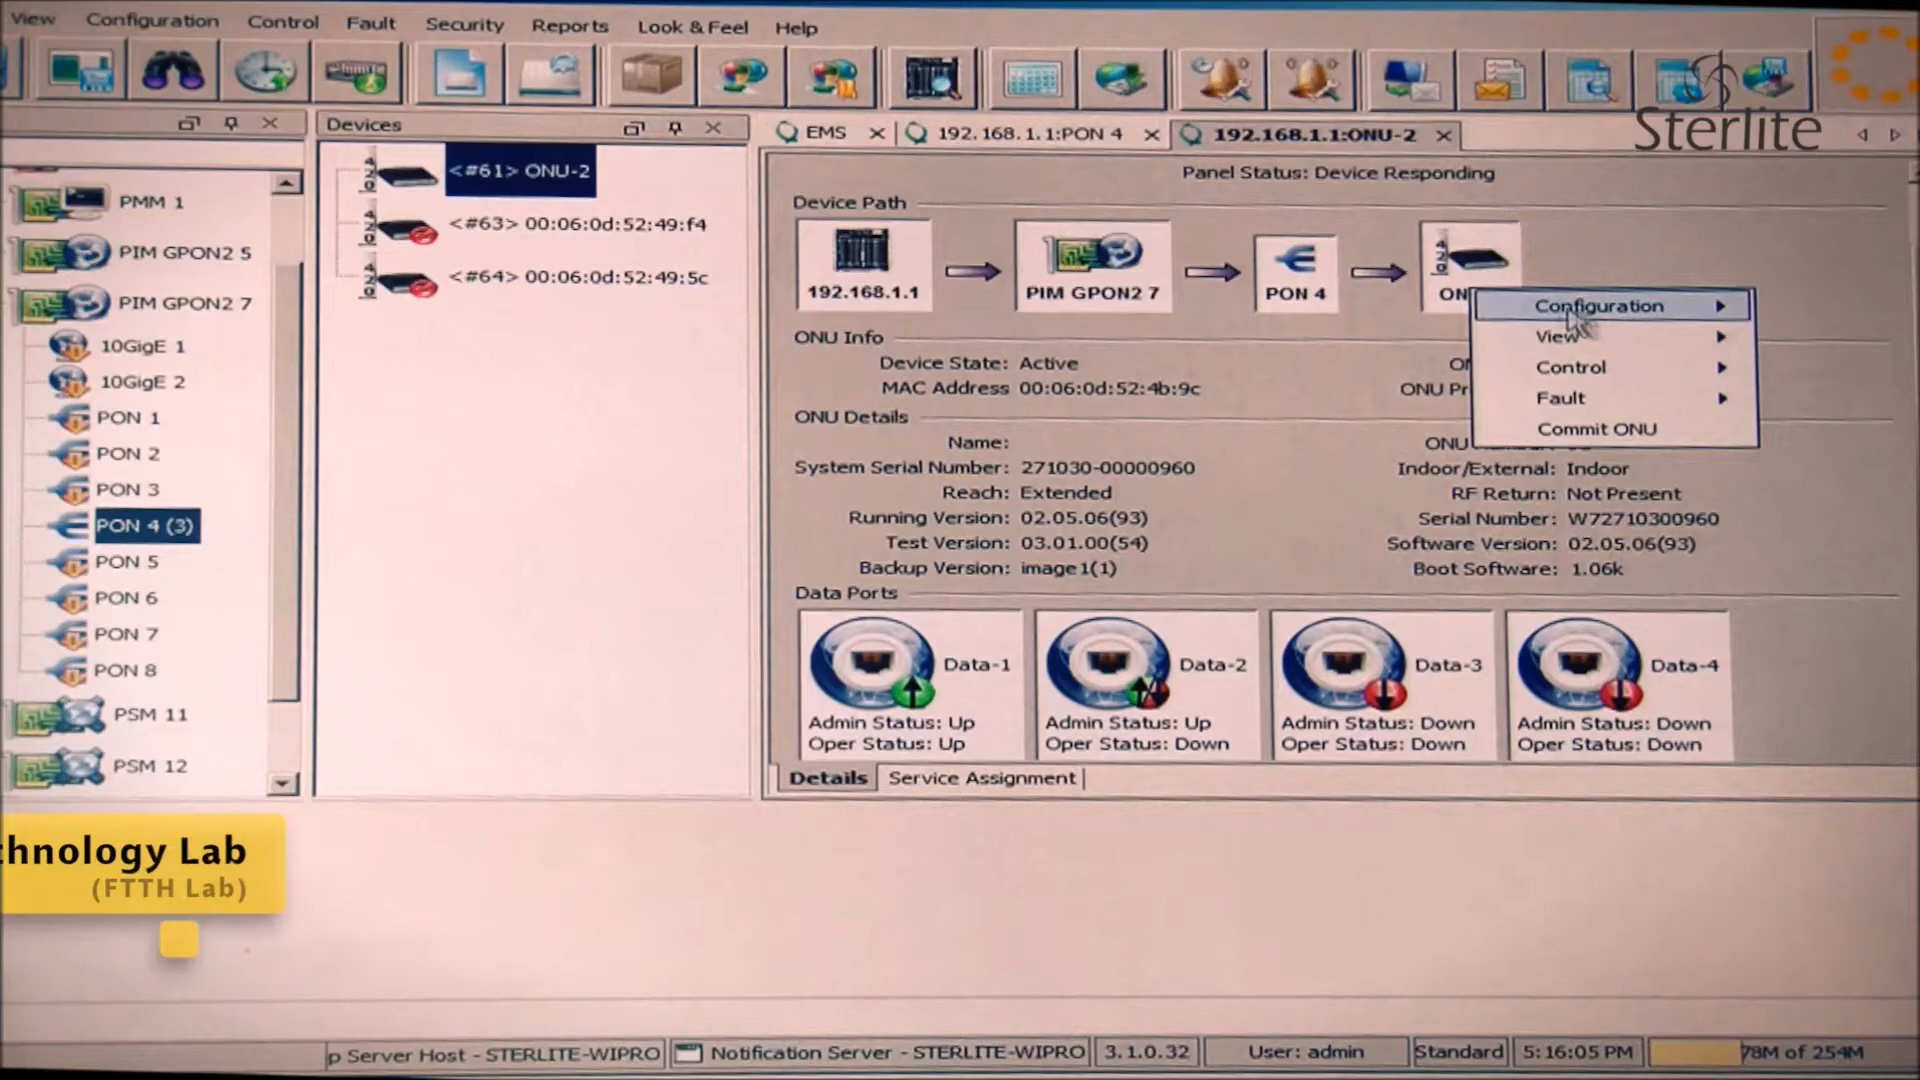 View Configuration Control Fault Security Reports Look & Feel Help
Sterlite
PMM 1
PIM GPON2 5
PIM GPON2 7
10GigE 1
10GigE 2
PON 1
PON 2
PON 3
PON 4 (3)
PON 5
PON 6
PON 7
PON 8
PSM 11
PSM 12
Devices
<#61> ONU-2
<#63> 00:06:0d:52:49:f4
<#64> 00:06:0d:52:49:5c
EMS 192.168.1.1:PON 4 192.168.1.1:ONU-2
Panel Status: Device Responding
Device Path
192.168.1.1 PIM GPON2 7 PON 4 ON
Configuration
View
Control
Fault
Commit ONU
ONU Info
Device State: Active
MAC Address 00:06:0d:52:4b:9c ONU Pr
ONU Details
Name: ONU
System Serial Number: 271030-00000960 Indoor/External: Indoor
Reach: Extended RF Return: Not Present
Running Version: 02.05.06(93) Serial Number: W72710300960
Test Version: 03.01.00(54) Software Version: 02.05.06(93)
Backup Version: image1(1) Boot Software: 1.06k
Data Ports
Data-1 Data-2 Data-3 Data-4
Admin Status: Up Admin Status: Up Admin Status: Down Admin Status: Down
Oper Status: Up Oper Status: Down Oper Status: Down Oper Status: Down
Details Service Assignment
chnology Lab
(FTTH Lab)
p Server Host - STERLITE-WIPRO Notification Server - STERLITE-WIPRO 3.1.0.32 User: admin Standard 5:16:05 PM 78M of 254M